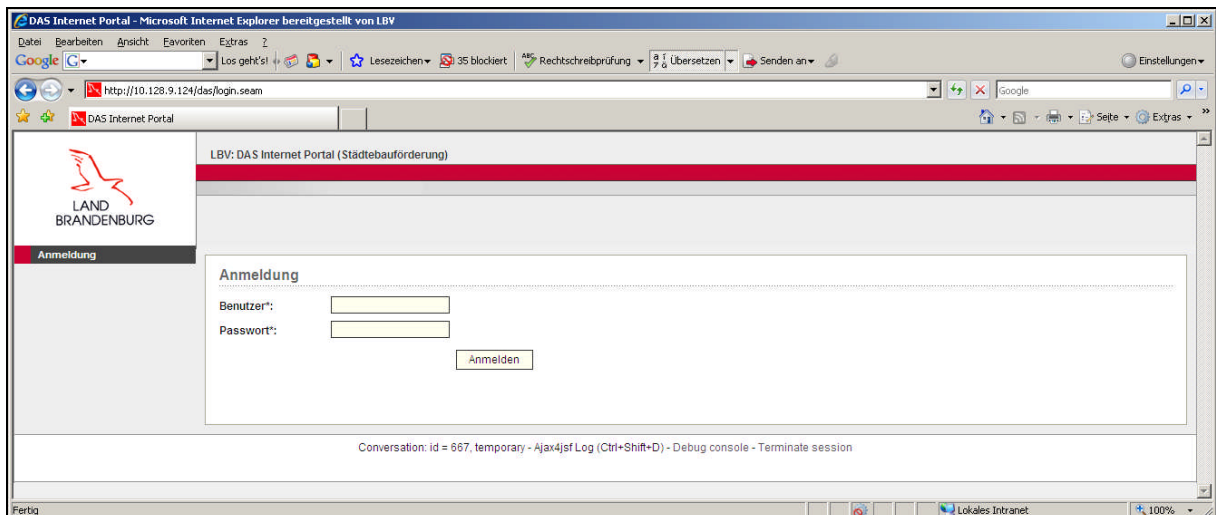 DAS Internet Portal - Microsoft Internet Explorer bereitgestellt von LBV
Datei Bearbeiten Ansicht Favoriten Extras ?
Google G Los geht's! Lesezeichen 35 blockiert ABC Rechtschreibprüfung Übersetzen Senden an Einstellungen
http://10.128.9.124/das/login.seam Google
DAS Internet Portal Seite Extras »
LBV: DAS Internet Portal (Städtebauförderung)
LAND
BRANDENBURG
Anmeldung
Anmeldung
Benutzer*:
Passwort*:
Anmelden
Conversation: id = 667, temporary - Ajax4jsf Log (Ctrl+Shift+D) - Debug console - Terminate session
Fertig Lokales Intranet 100%